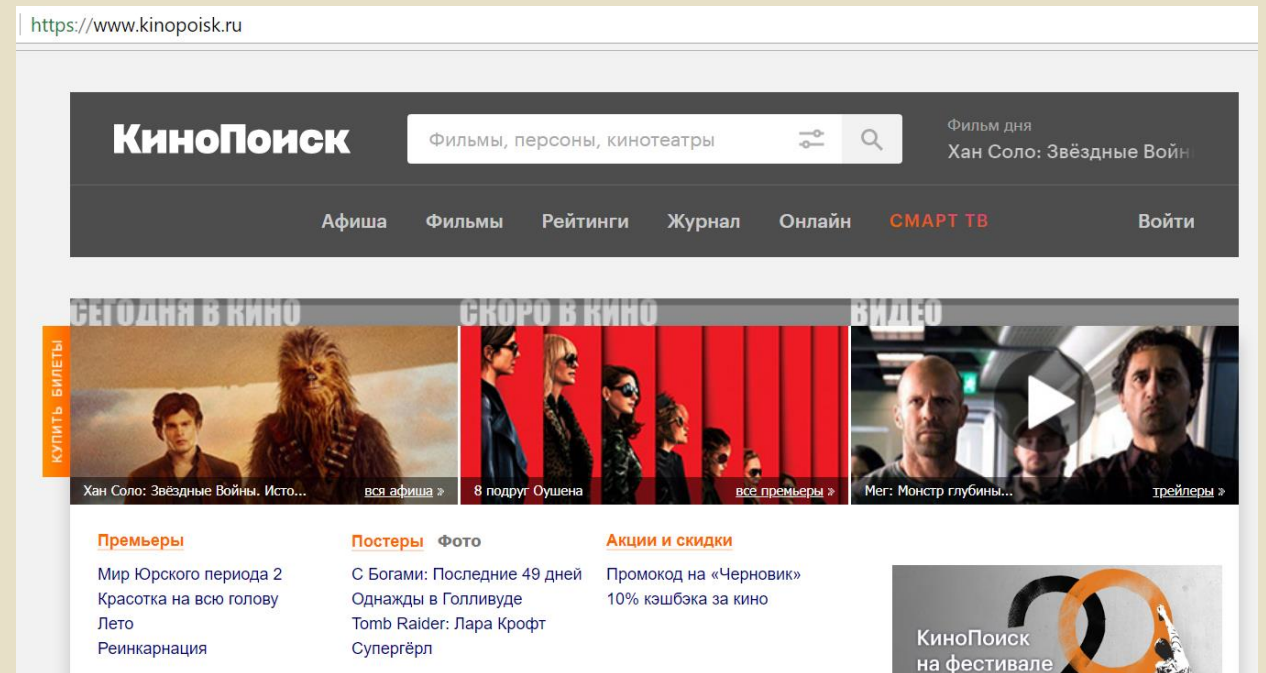 https://www.kinopoisk.ru
КиноПоиск
Фильмы, персоны, кинотеатры
Фильм дня
Хан Соло: Звёздные Войн
Афиша Фильмы Рейтинги Журнал Онлайн СМАРТ ТВ Войти
СЕГОДНЯ В КИНО СКОРО В КИНО ВИДЕО
КУПИТЬ БИЛЕТЫ
Хан Соло: Звёздные Войны. Исто... вся афиша » 8 подруг Оушена все премьеры » Мег: Монстр глубины... трейлеры »
Премьеры Постеры Фото Акции и скидки
Мир Юрского периода 2 С Богами: Последние 49 дней Промокод на «Черновик»
Красотка на всю голову Однажды в Голливуде 10% кэшбэка за кино
Лето Tomb Raider: Лара Крофт
Реинкарнация Супергёрл
20
КиноПоиск
на фестивале